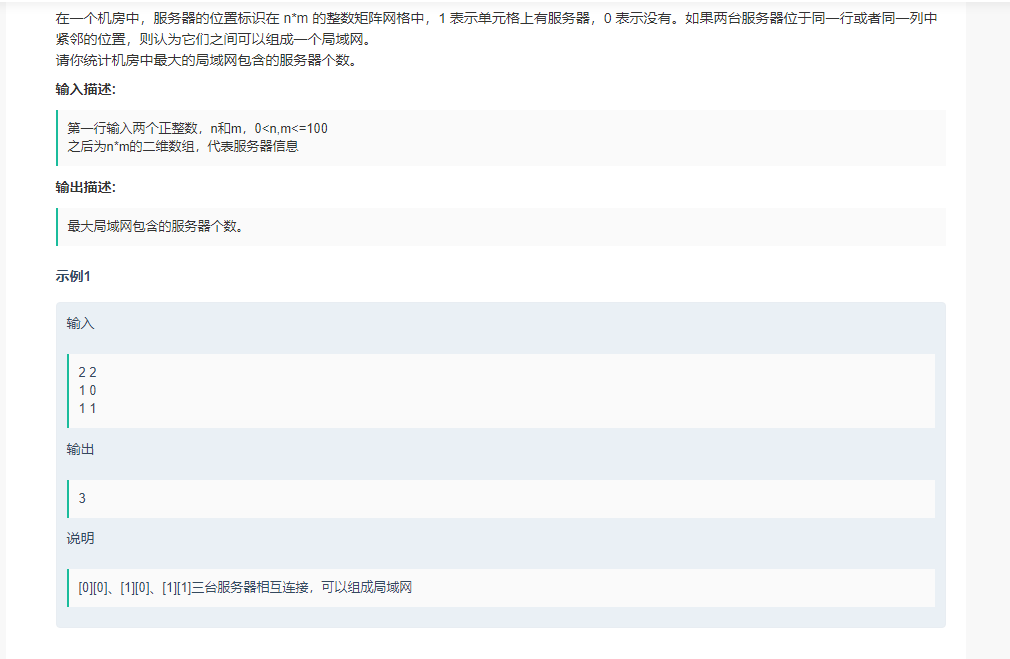 在一个机房中，服务器的位置标识在 n*m 的整数矩阵网格中，1 表示单元格上有服务器，0 表示没有。如果两台服务器位于同一行或者同一列中
紧邻的位置，则认为它们之间可以组成一个局域网。
请你统计机房中最大的局域网包含的服务器个数。
输入描述:
第一行输入两个正整数，n和m，0<n,m<=100
之后为n*m的二维数组，代表服务器信息
输出描述:
最大局域网包含的服务器个数。
示例1
输入
2 2
1 0
1 1
输出
3
说明
[0][0]、[1][0]、[1][1]三台服务器相互连接，可以组成局域网